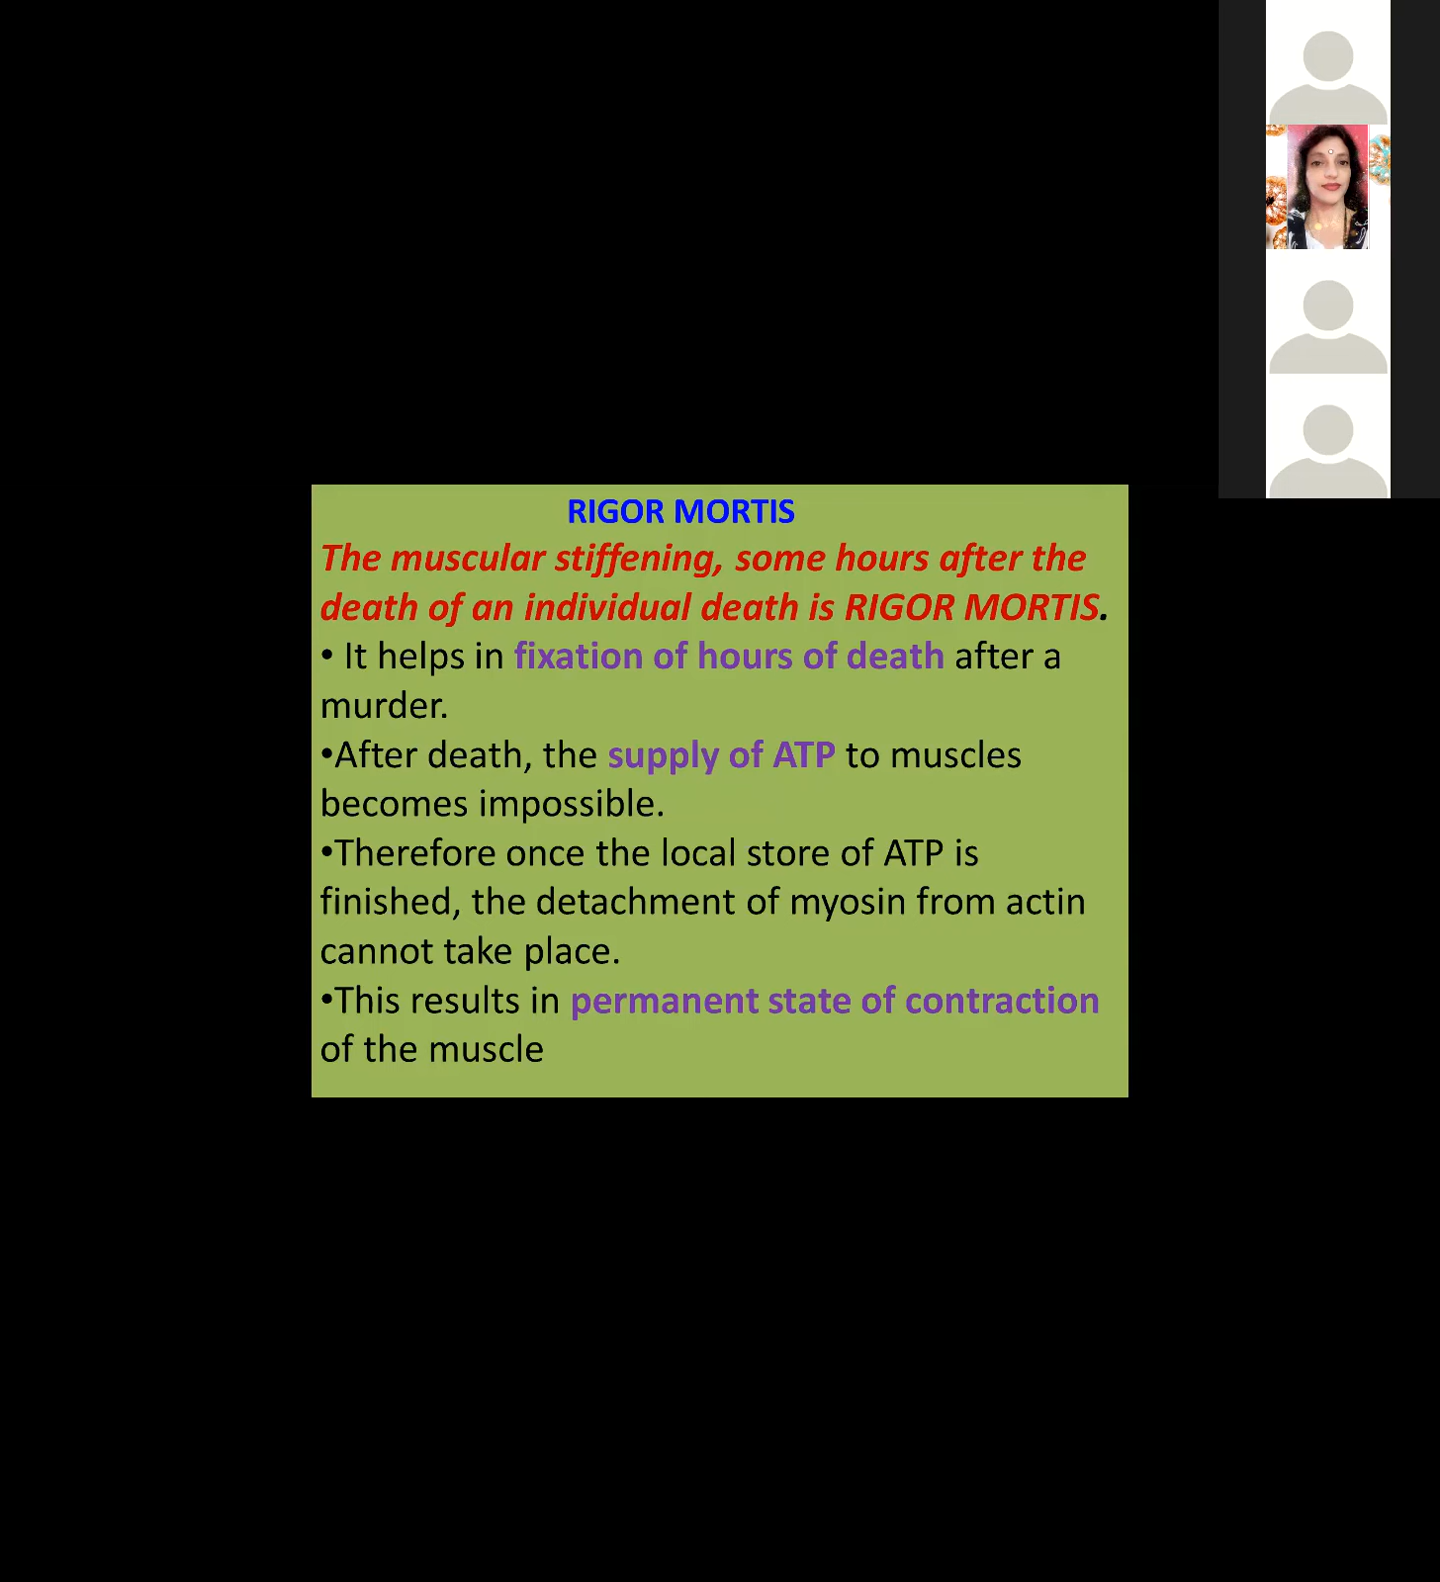 RIGOR MORTIS
The muscular stiffening, some hours after the
death of an individual death is RIGOR MORTIS.
• It helps in fixation of hours of death after a
murder.
•After death, the supply of ATP to muscles
becomes impossible.
•Therefore once the local store of ATP is
finished, the detachment of myosin from actin
cannot take place.
•This results in permanent state of contraction
of the muscle